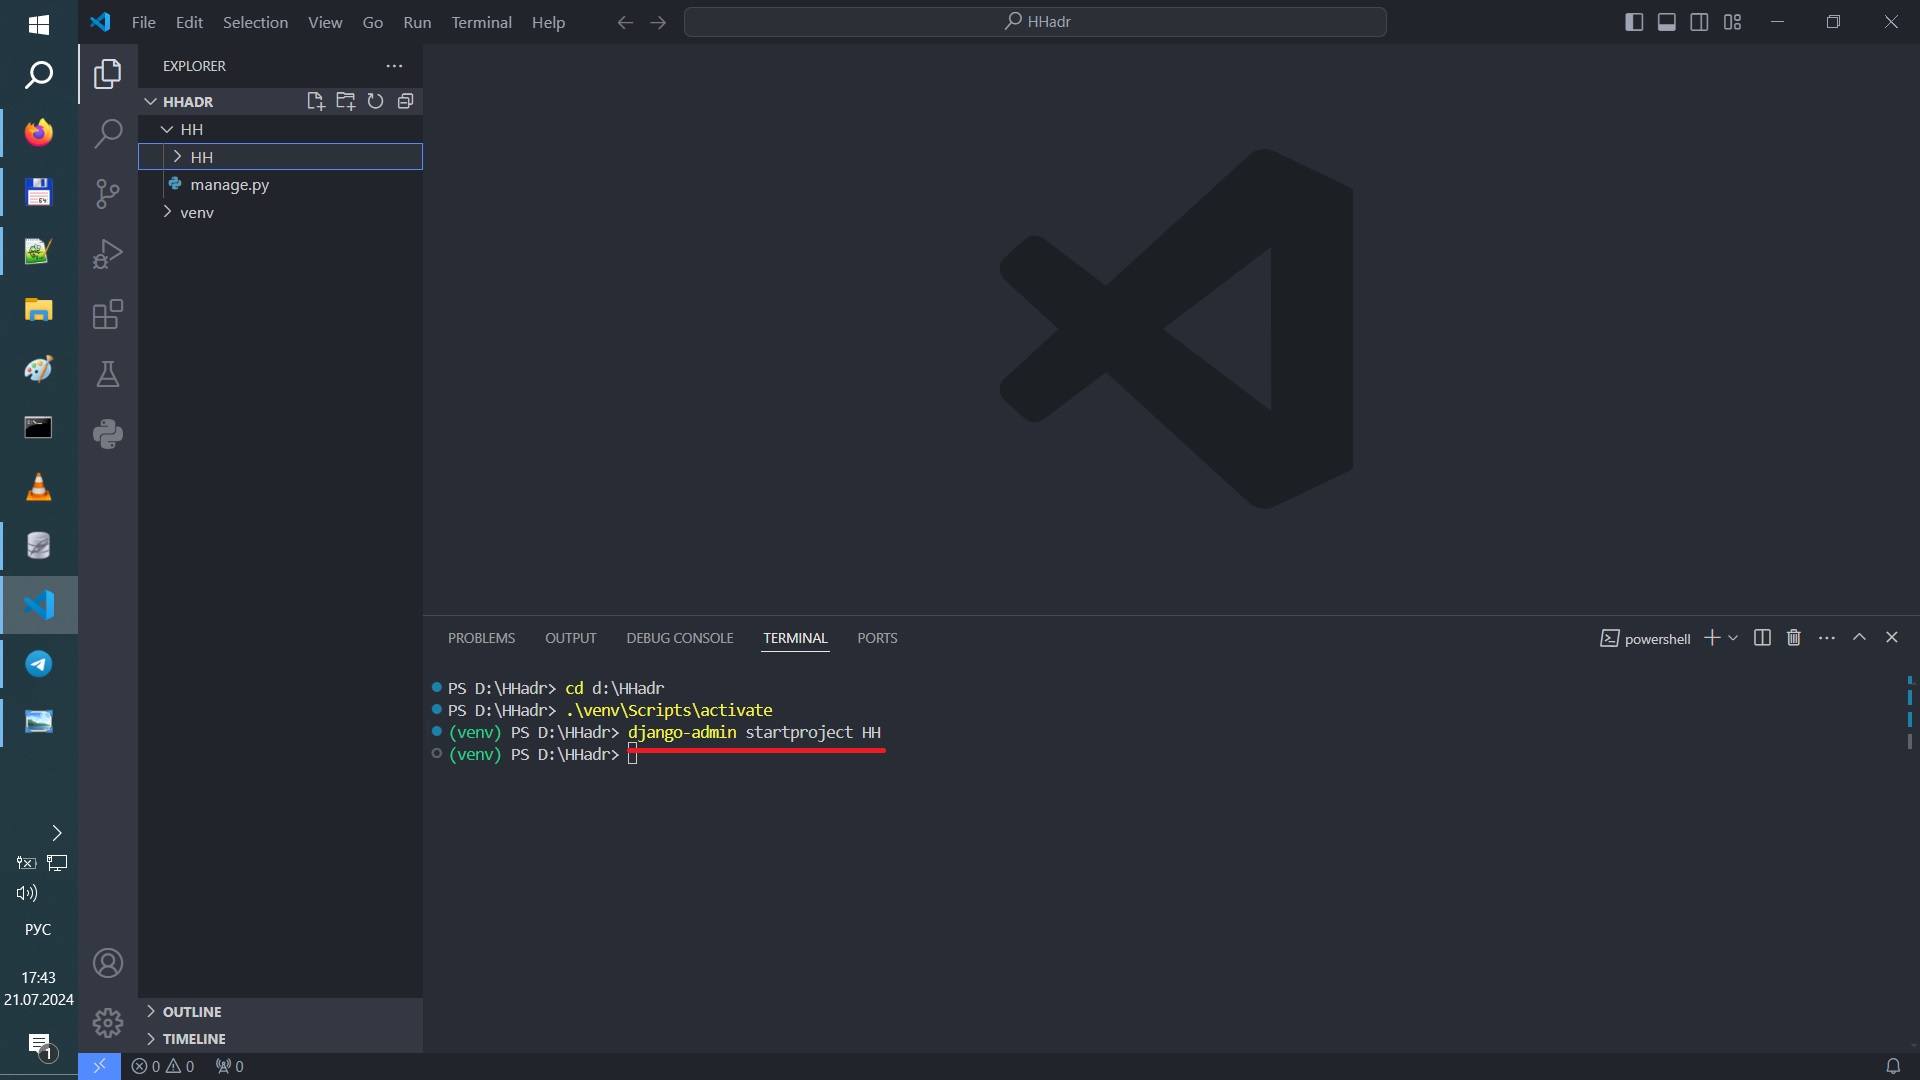 File Edit Selection View Go Run Terminal Help
HHadr
EXPLORER
HHADR
HH
HH
manage.py
venv
PROBLEMS OUTPUT DEBUG CONSOLE TERMINAL PORTS
powershell
PS D:\HHadr> cd d:\HHadr
PS D:\HHadr> .\venv\Scripts\activate
(venv) PS D:\HHadr> django-admin startproject HH
(venv) PS D:\HHadr>
OUTLINE
TIMELINE
0 0 0
64
РУС
17:43
21.07.2024
1